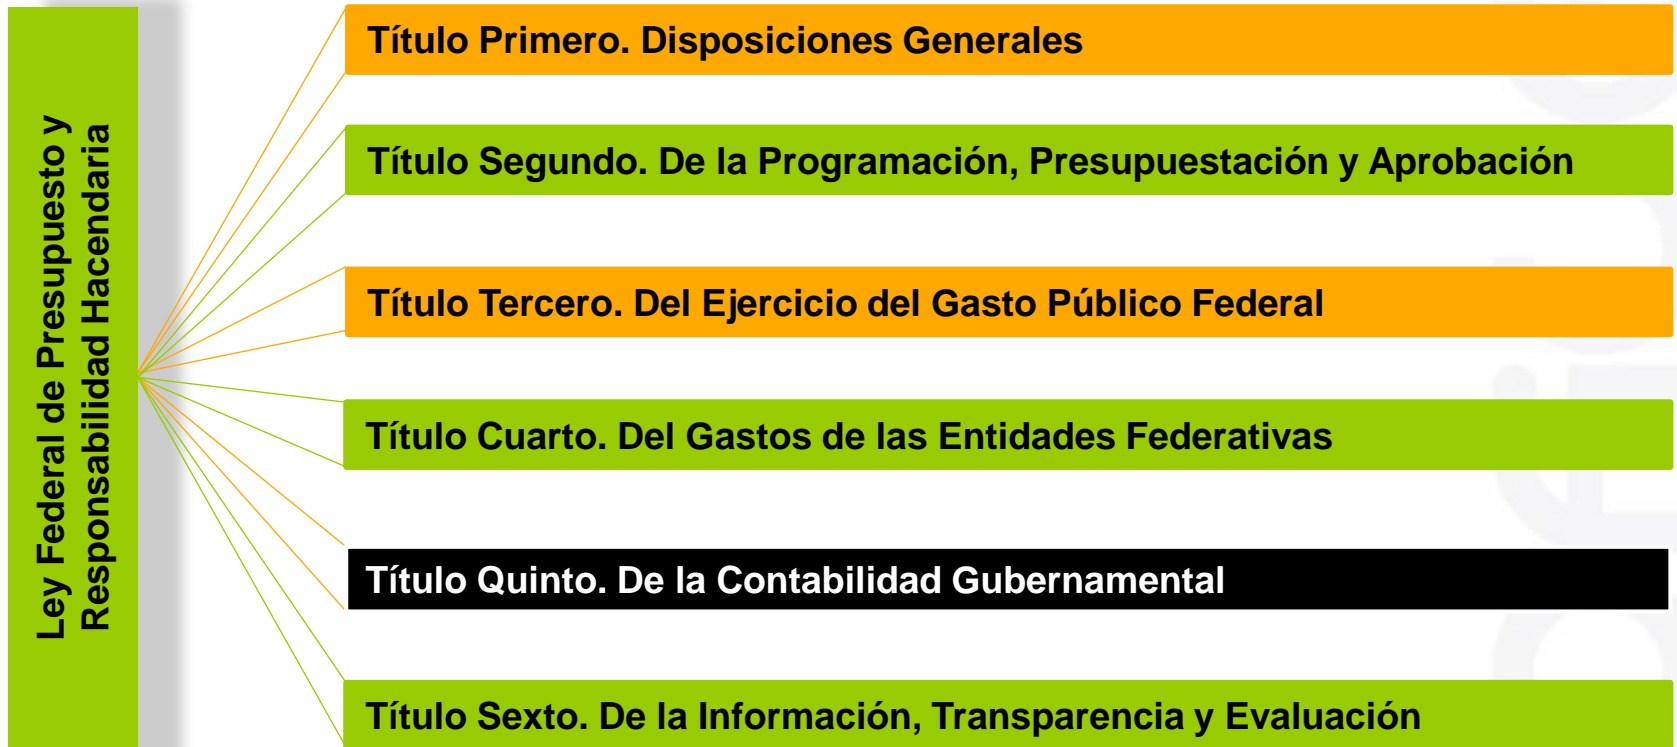 Ley Federal de Presupuesto y
Responsabilidad Hacendaria
Título Primero. Disposiciones Generales
Título Segundo. De la Programación, Presupuestación y Aprobación
Título Tercero. Del Ejercicio del Gasto Público Federal
Título Cuarto. Del Gastos de las Entidades Federativas
Título Quinto. De la Contabilidad Gubernamental
Título Sexto. De la Información, Transparencia y Evaluación